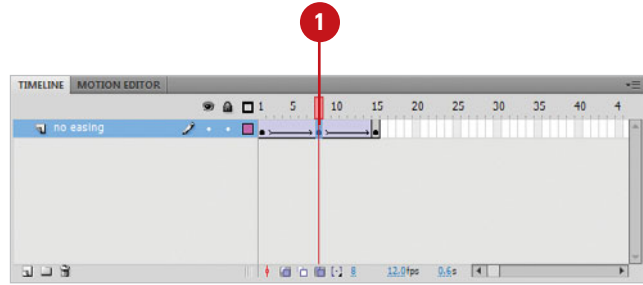 1
TIMELINE MOTION EDITOR
1 5 10 15 20 25 30 35 40 4
no easing
8 12.0fps 0.6s